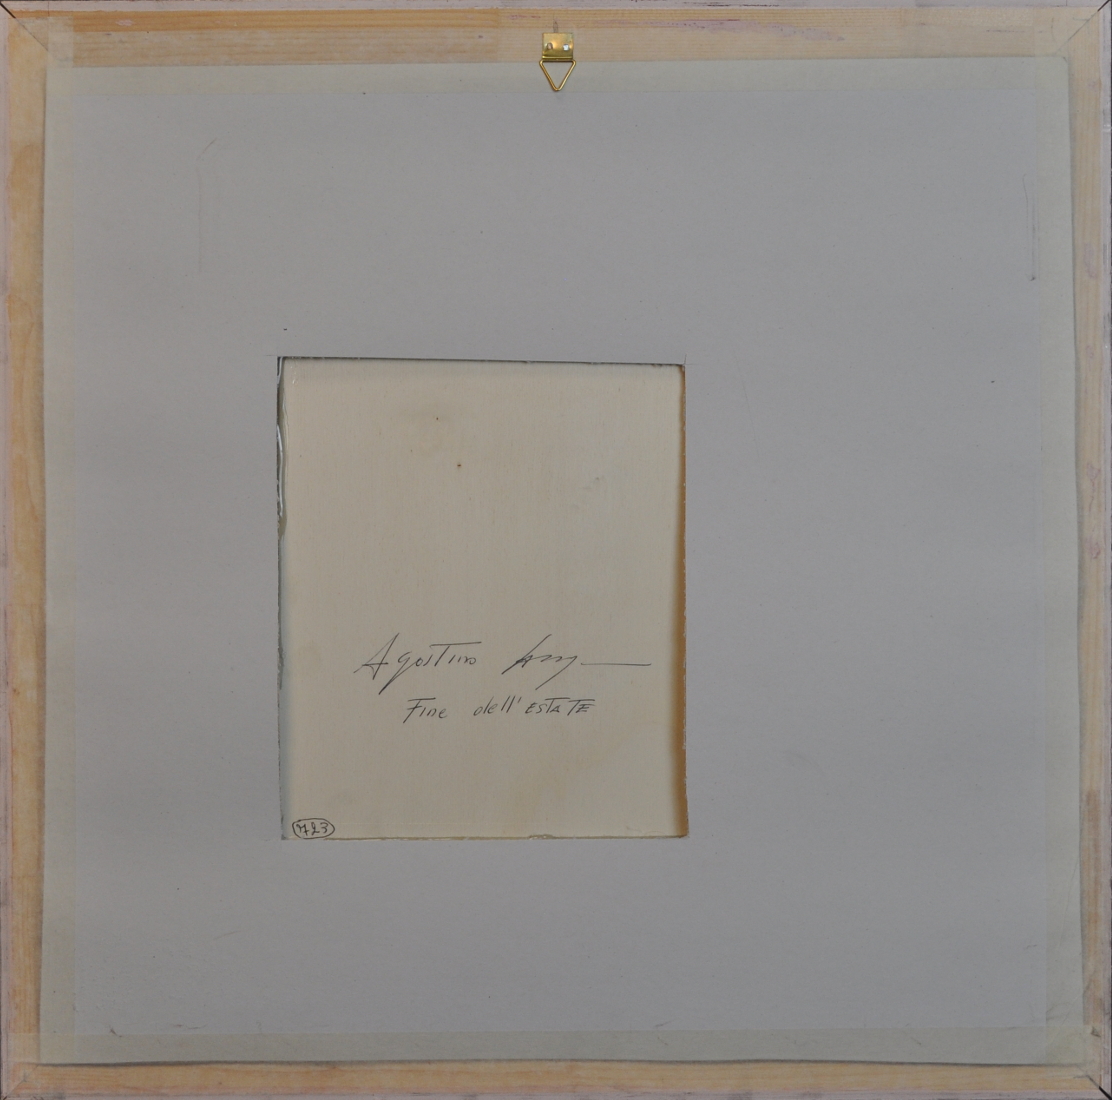 Agostino
Fine dell'ESTATE
723